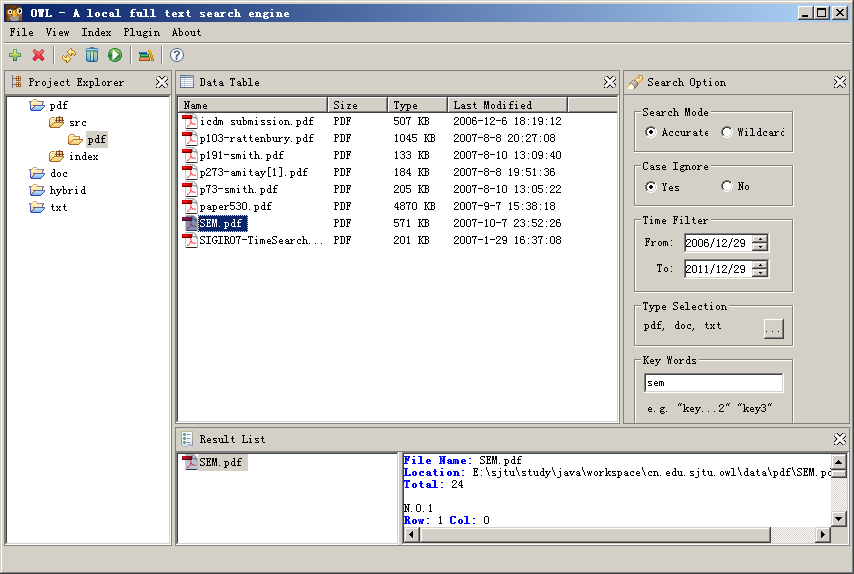 OWL - A local full text search engine
File View Index Plugin About
Project Explorer
pdf
src
pdf
index
doc
hybrid
txt
Data Table
Name Size Type Last Modified
icdm submission.pdf 507 KB PDF 2006-12-6 18:19:12
p103-rattenbury.pdf 1045 KB PDF 2007-8-8 20:27:08
p191-smith.pdf 133 KB PDF 2007-8-10 13:09:40
p273-amitay[1].pdf 184 KB PDF 2007-8-8 19:51:36
p73-smith.pdf 205 KB PDF 2007-8-10 13:05:22
paper530.pdf 4870 KB PDF 2007-9-7 15:38:18
SEM.pdf 571 KB PDF 2007-10-7 23:52:26
SIGIR07-TimeSearch... 201 KB PDF 2007-1-29 16:37:08
Search Option
Search Mode
Accurate Wildcard
Case Ignore
Yes No
Time Filter
From: 2006/12/29
To: 2011/12/29
Type Selection
pdf, doc, txt ...
Key Words
sem
e.g. "key...2" "key3"
Result List
SEM.pdf
File Name: SEM.pdf
Location: E:\sjtu\study\java\workspace\cn.edu.sjtu.owl\data\pdf\SEM.pd
Total: 24
N.O.1
Row: 1 Col: 0